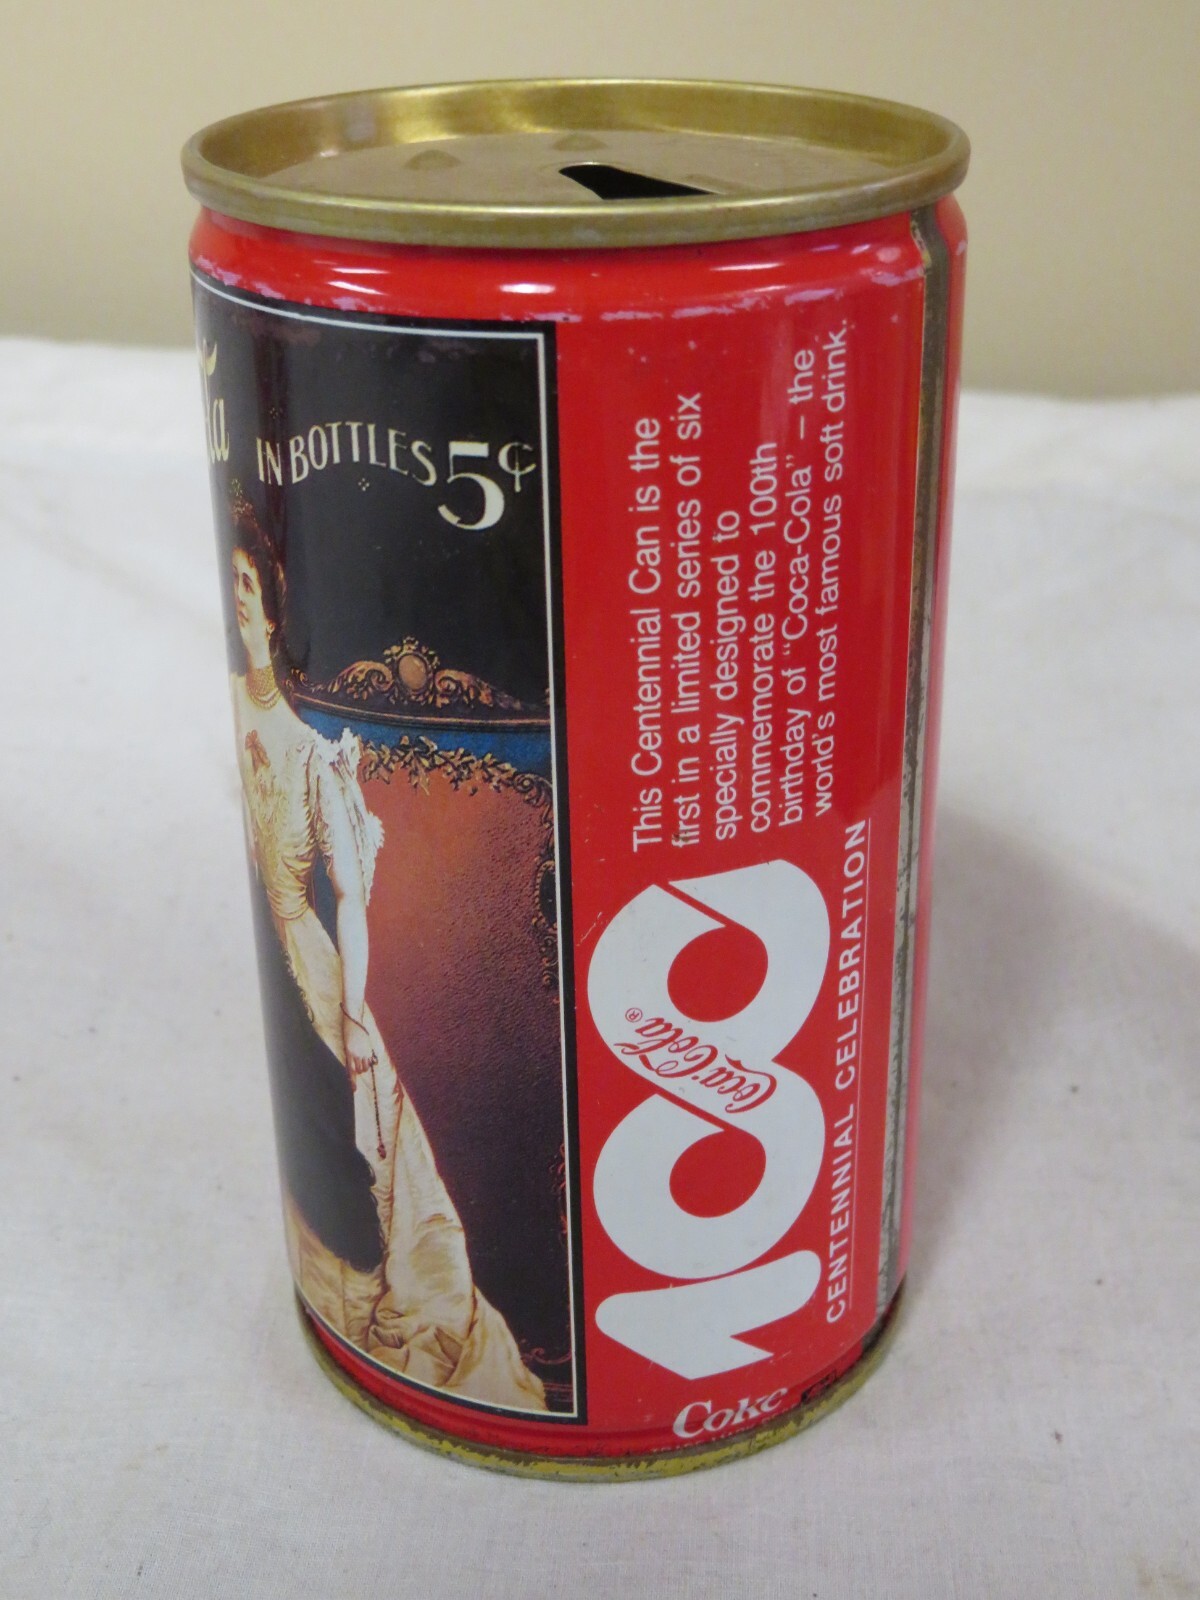 la
IN BOTTLES 5¢
This Centennial Can is the
first in a limited series of six
specially designed to
commemorate the 100th
birthday of "Coca-Cola" – the
world's most famous soft drink.
100
Coca-Cola®
CENTENNIAL CELEBRATION
Coke